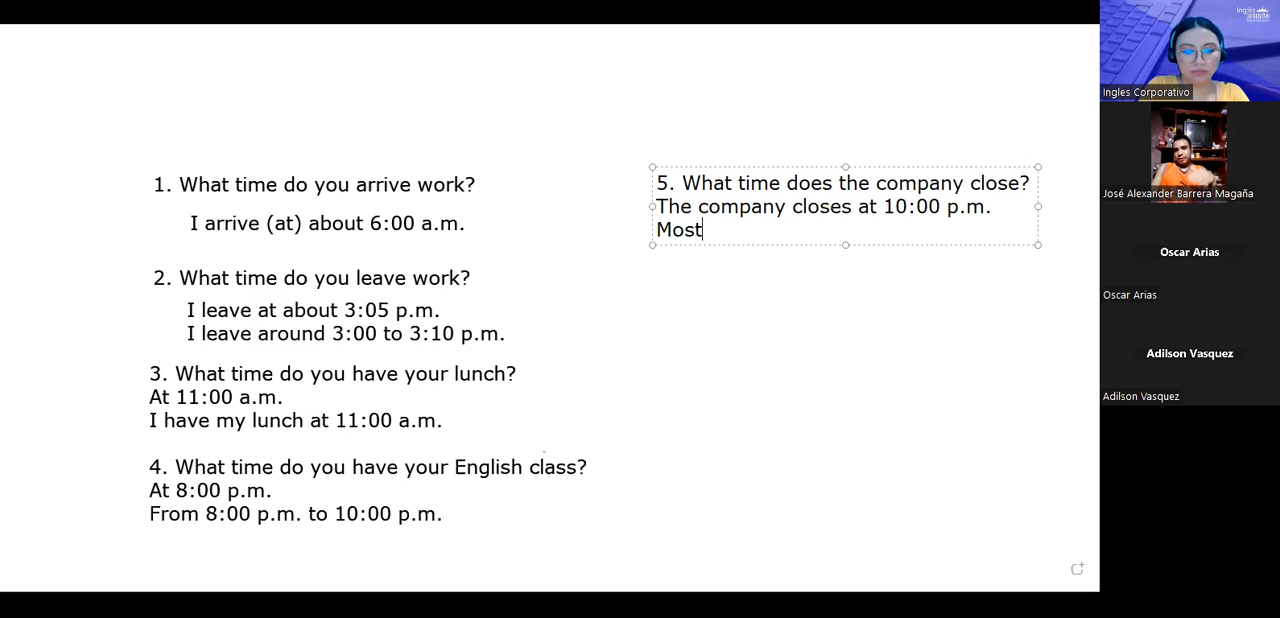 1. What time do you arrive work?
I arrive (at) about 6:00 a.m.
2. What time do you leave work?
I leave at about 3:05 p.m.
I leave around 3:00 to 3:10 p.m.
3. What time do you have your lunch?
At 11:00 a.m.
I have my lunch at 11:00 a.m.
4. What time do you have your English class?
At 8:00 p.m.
From 8:00 p.m. to 10:00 p.m.
5. What time does the company close?
The company closes at 10:00 p.m.
Most
Ingles
Ingles Corporativo
José Alexander Barrera Magaña
Oscar Arias
Oscar Arias
Adilson Vasquez
Adilson Vasquez